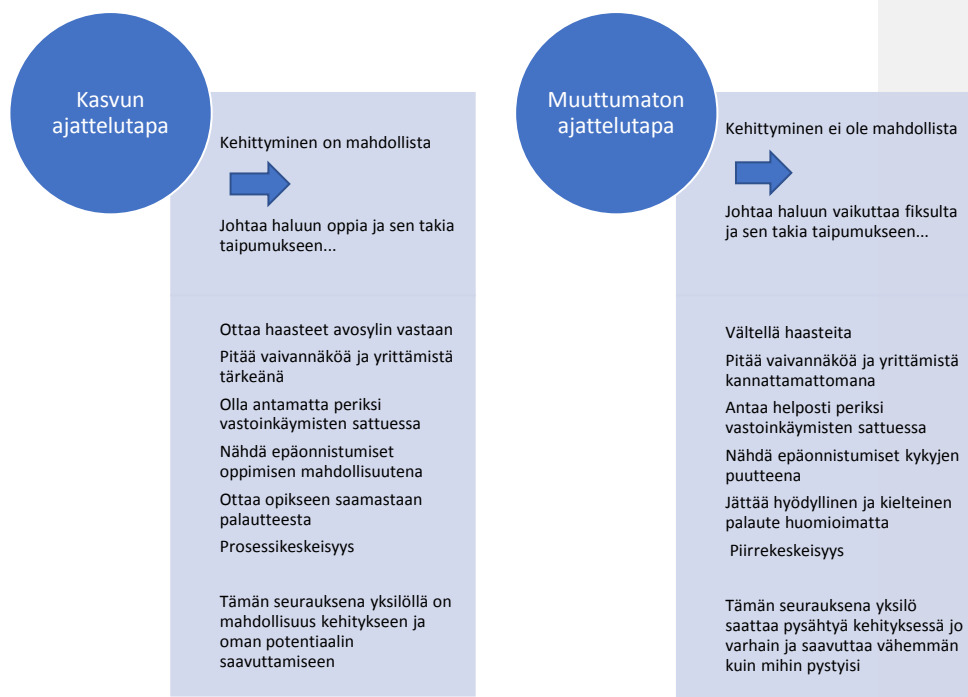 Kasvun
ajattelutapa
Kehittyminen on mahdollista
Johtaa haluun oppia ja sen takia
taipumukseen...
Ottaa haasteet avosylin vastaan
Pitää vaivannäköä ja yrittämistä
tärkeänä
Olla antamatta periksi
vastoinkäymisten sattuessa
Nähdä epäonnistumiset
oppimisen mahdollisuutena
Ottaa opikseen saamastaan
palautteesta
Prosessikeskeisyys
Tämän seurauksena yksilöllä on
mahdollisuus kehitykseen ja
oman potentiaalin
saavuttamiseen
Muuttumaton
ajattelutapa
Kehittyminen ei ole mahdollista
Johtaa haluun vaikuttaa fiksulta
ja sen takia taipumukseen...
Vältellä haasteita
Pitää vaivannäköä ja yrittämistä
kannattamattomana
Antaa helposti periksi
vastoinkäymisten sattuessa
Nähdä epäonnistumiset kykyjen
puutteena
Jättää hyödyllinen ja kielteinen
palaute huomioimatta
Piirrekeskeisyys
Tämän seurauksena yksilö
saattaa pysähtyä kehityksessä jo
varhain ja saavuttaa vähemmän
kuin mihin pystyisi